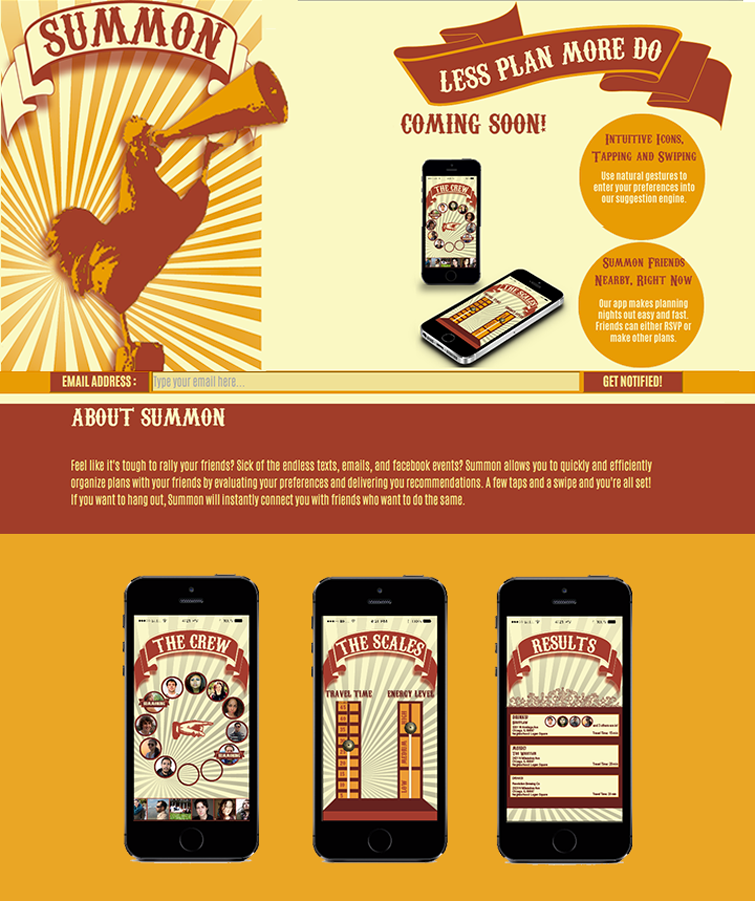 SUMMON
LESS PLAN MORE DO
COMING SOON!
INTUITIVE ICONS,
TAPPING AND SWIPING
Use natural gestures to
enter your preferences into
our suggestion engine.
THE CREW
THE SCALES
SUMMON FRIENDS
NEARBY, RIGHT NOW
Our app makes planning
nights out easy and fast.
Friends can either RSVP or
make other plans.
EMAIL ADDRESS :
Type your email here...
GET NOTIFIED!
ABOUT SUMMON
Feel like it's tough to rally your friends? Sick of the endless texts, emails, and facebook events? Summon allows you to quickly and efficiently
organize plans with your friends by evaluating your preferences and delivering you recommendations. A few taps and a swipe and you're all set!
If you want to hang out, Summon will instantly connect you with friends who want to do the same.
THE CREW
THE SCALES
TRAVEL TIME
ENERGY LEVEL
LOW
MEDIUM
HIGH
RESULTS